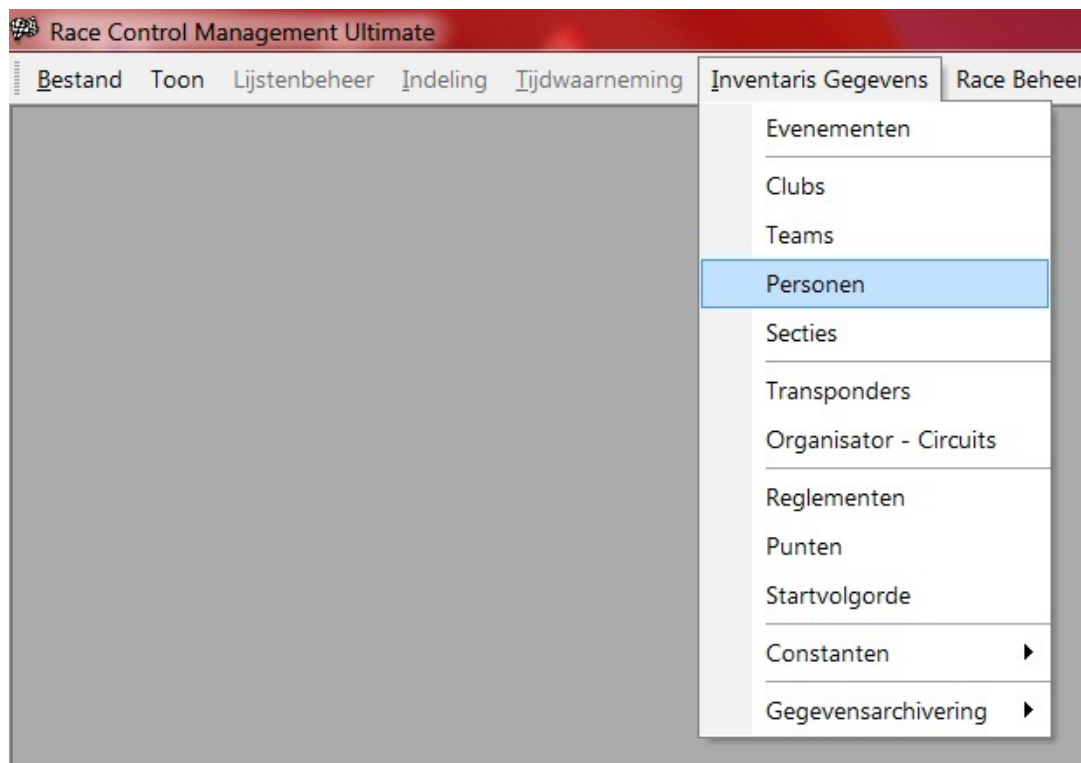 Race Control Management Ultimate
Bestand Toon Lijstenbeheer Indeling Tijdwaarneming Inventaris Gegevens Race Beheer
Evenementen
Clubs
Teams
Personen
Secties
Transponders
Organisator - Circuits
Reglementen
Punten
Startvolgorde
Constanten
Gegevensarchivering